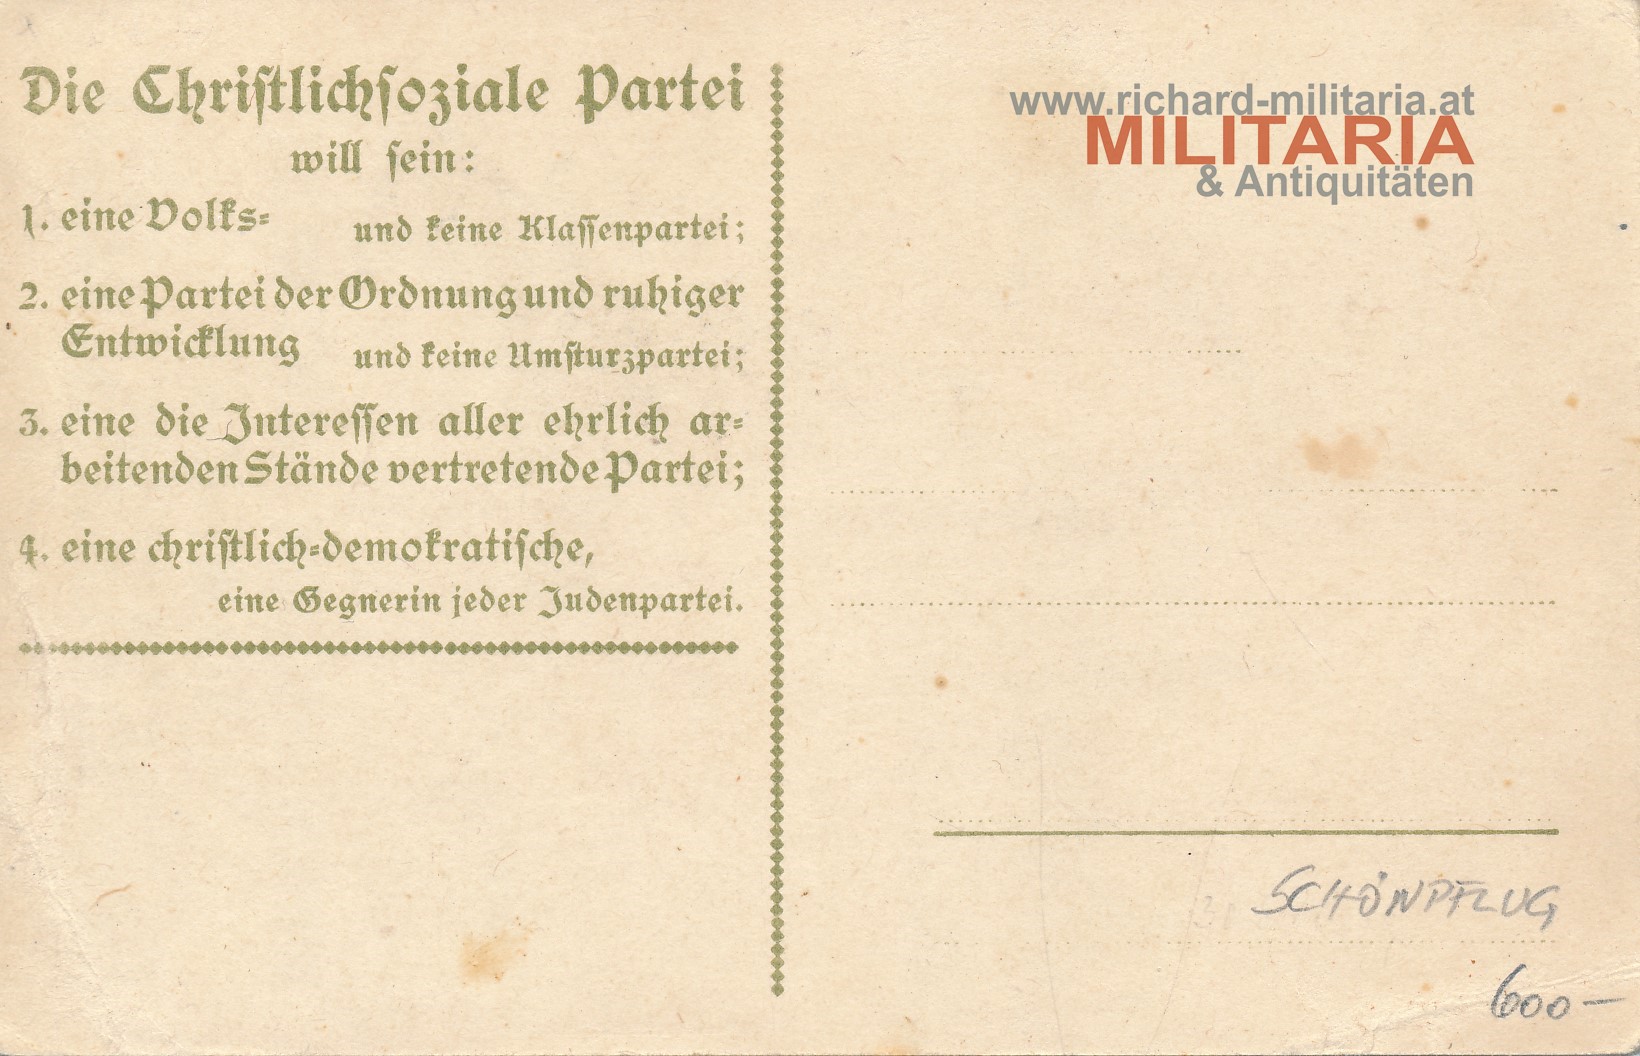 Die Christlichsoziale Partei
will sein:
1. eine Volks- und keine Klassenpartei;
2. eine Partei der Ordnung und ruhiger
Entwicklung und keine Umsturzpartei;
3. eine die Interessen aller ehrlich ar-
beitenden Stände vertretende Partei;
4. eine christlich-demokratische,
eine Gegnerin jeder Judenpartei.
www.richard-militaria.at
MILITARIA
& Antiquitäten
SCHÖNPFLUG
600-